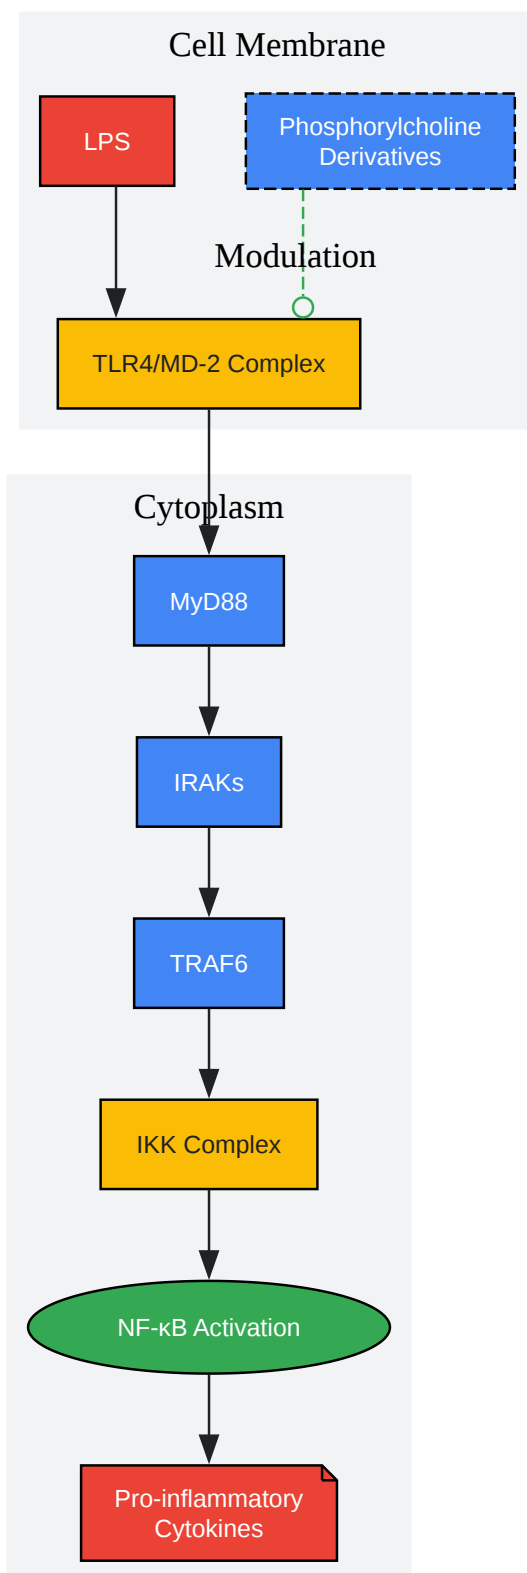 Cell Membrane
LPS
Phosphorylcholine
Derivatives
Modulation
TLR4/MD-2 Complex
Cytoplasm
MyD88
IRAKs
TRAF6
IKK Complex
NF-κB Activation
Pro-inflammatory
Cytokines